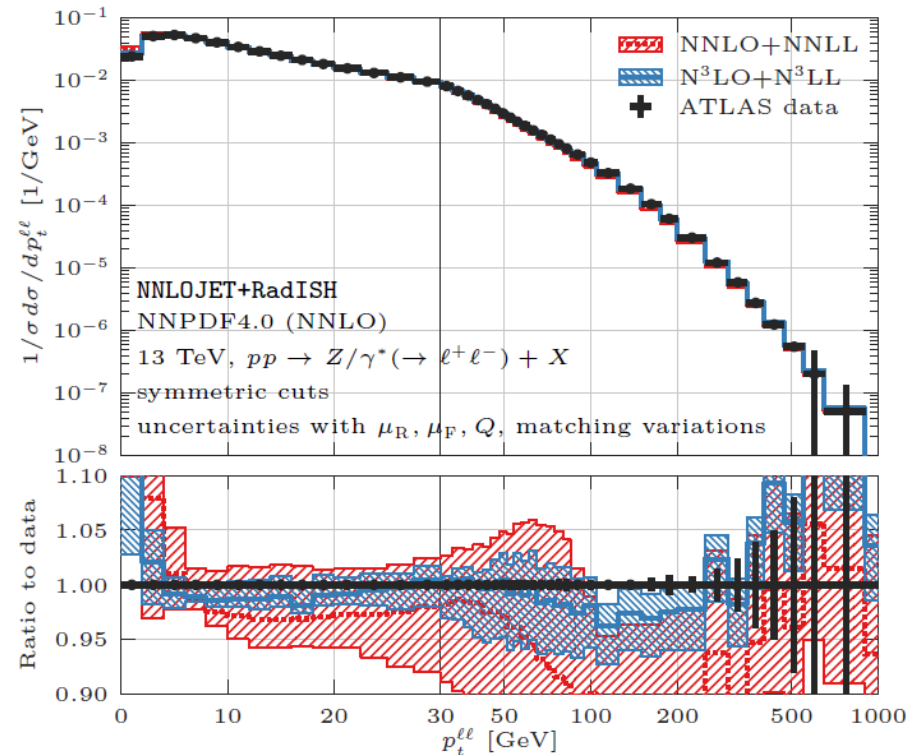 10⁻¹
10⁻²
10⁻³
10⁻⁴
10⁻⁵
10⁻⁶
10⁻⁷
10⁻⁸
1/σ dσ/dp_t^ℓℓ [1/GeV]
NNLO+NNLL
N³LO+N³LL
ATLAS data
NNLOJET+RadISH
NNPDF4.0 (NNLO)
13 TeV, pp → Z/γ*(→ ℓ⁺ℓ⁻) + X
symmetric cuts
uncertainties with μ_R, μ_F, Q, matching variations
1.10
1.05
1.00
0.95
0.90
Ratio to data
0 10 20 30 50 100 200 500 1000
p_t^ℓℓ [GeV]